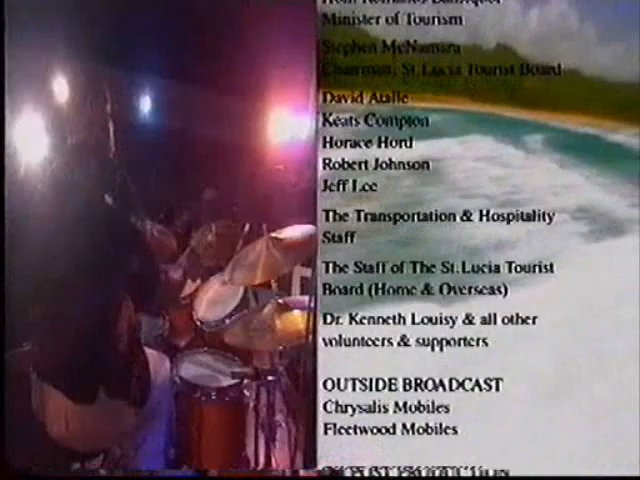 Minister of Tourism
Stephen McNamara
Chairman, St.Lucia Tourist Board
David Atalle
Keats Compton
Horace Hord
Robert Johnson
Jeff Lee
The Transportation & Hospitality
Staff
The Staff of The St.Lucia Tourist
Board (Home & Overseas)
Dr. Kenneth Louisy & all other
volunteers & supporters
OUTSIDE BROADCAST
Chrysalis Mobiles
Fleetwood Mobiles